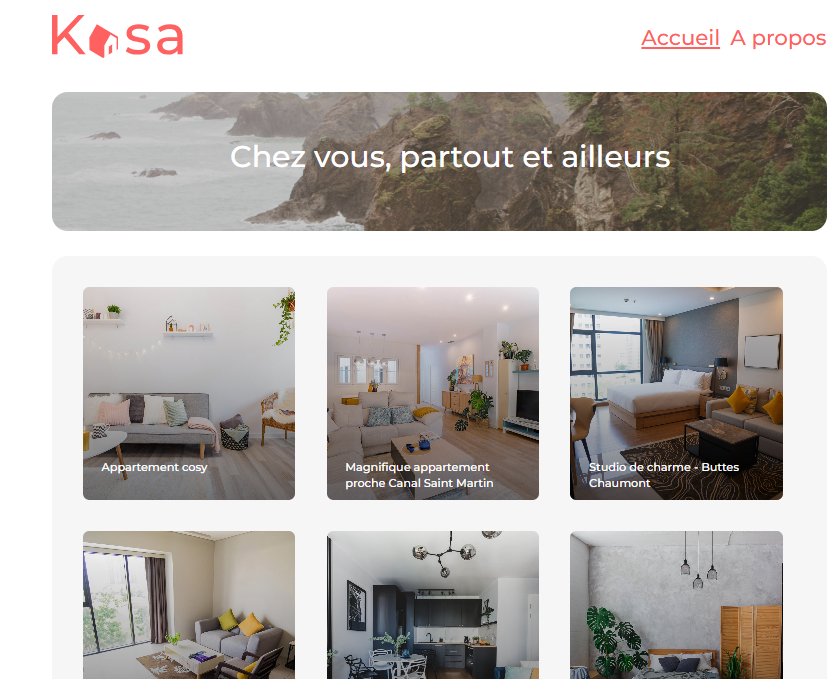 Kasa
Accueil A propos
Chez vous, partout et ailleurs
Appartement cosy
Magnifique appartement
proche Canal Saint Martin
Studio de charme - Buttes
Chaumont